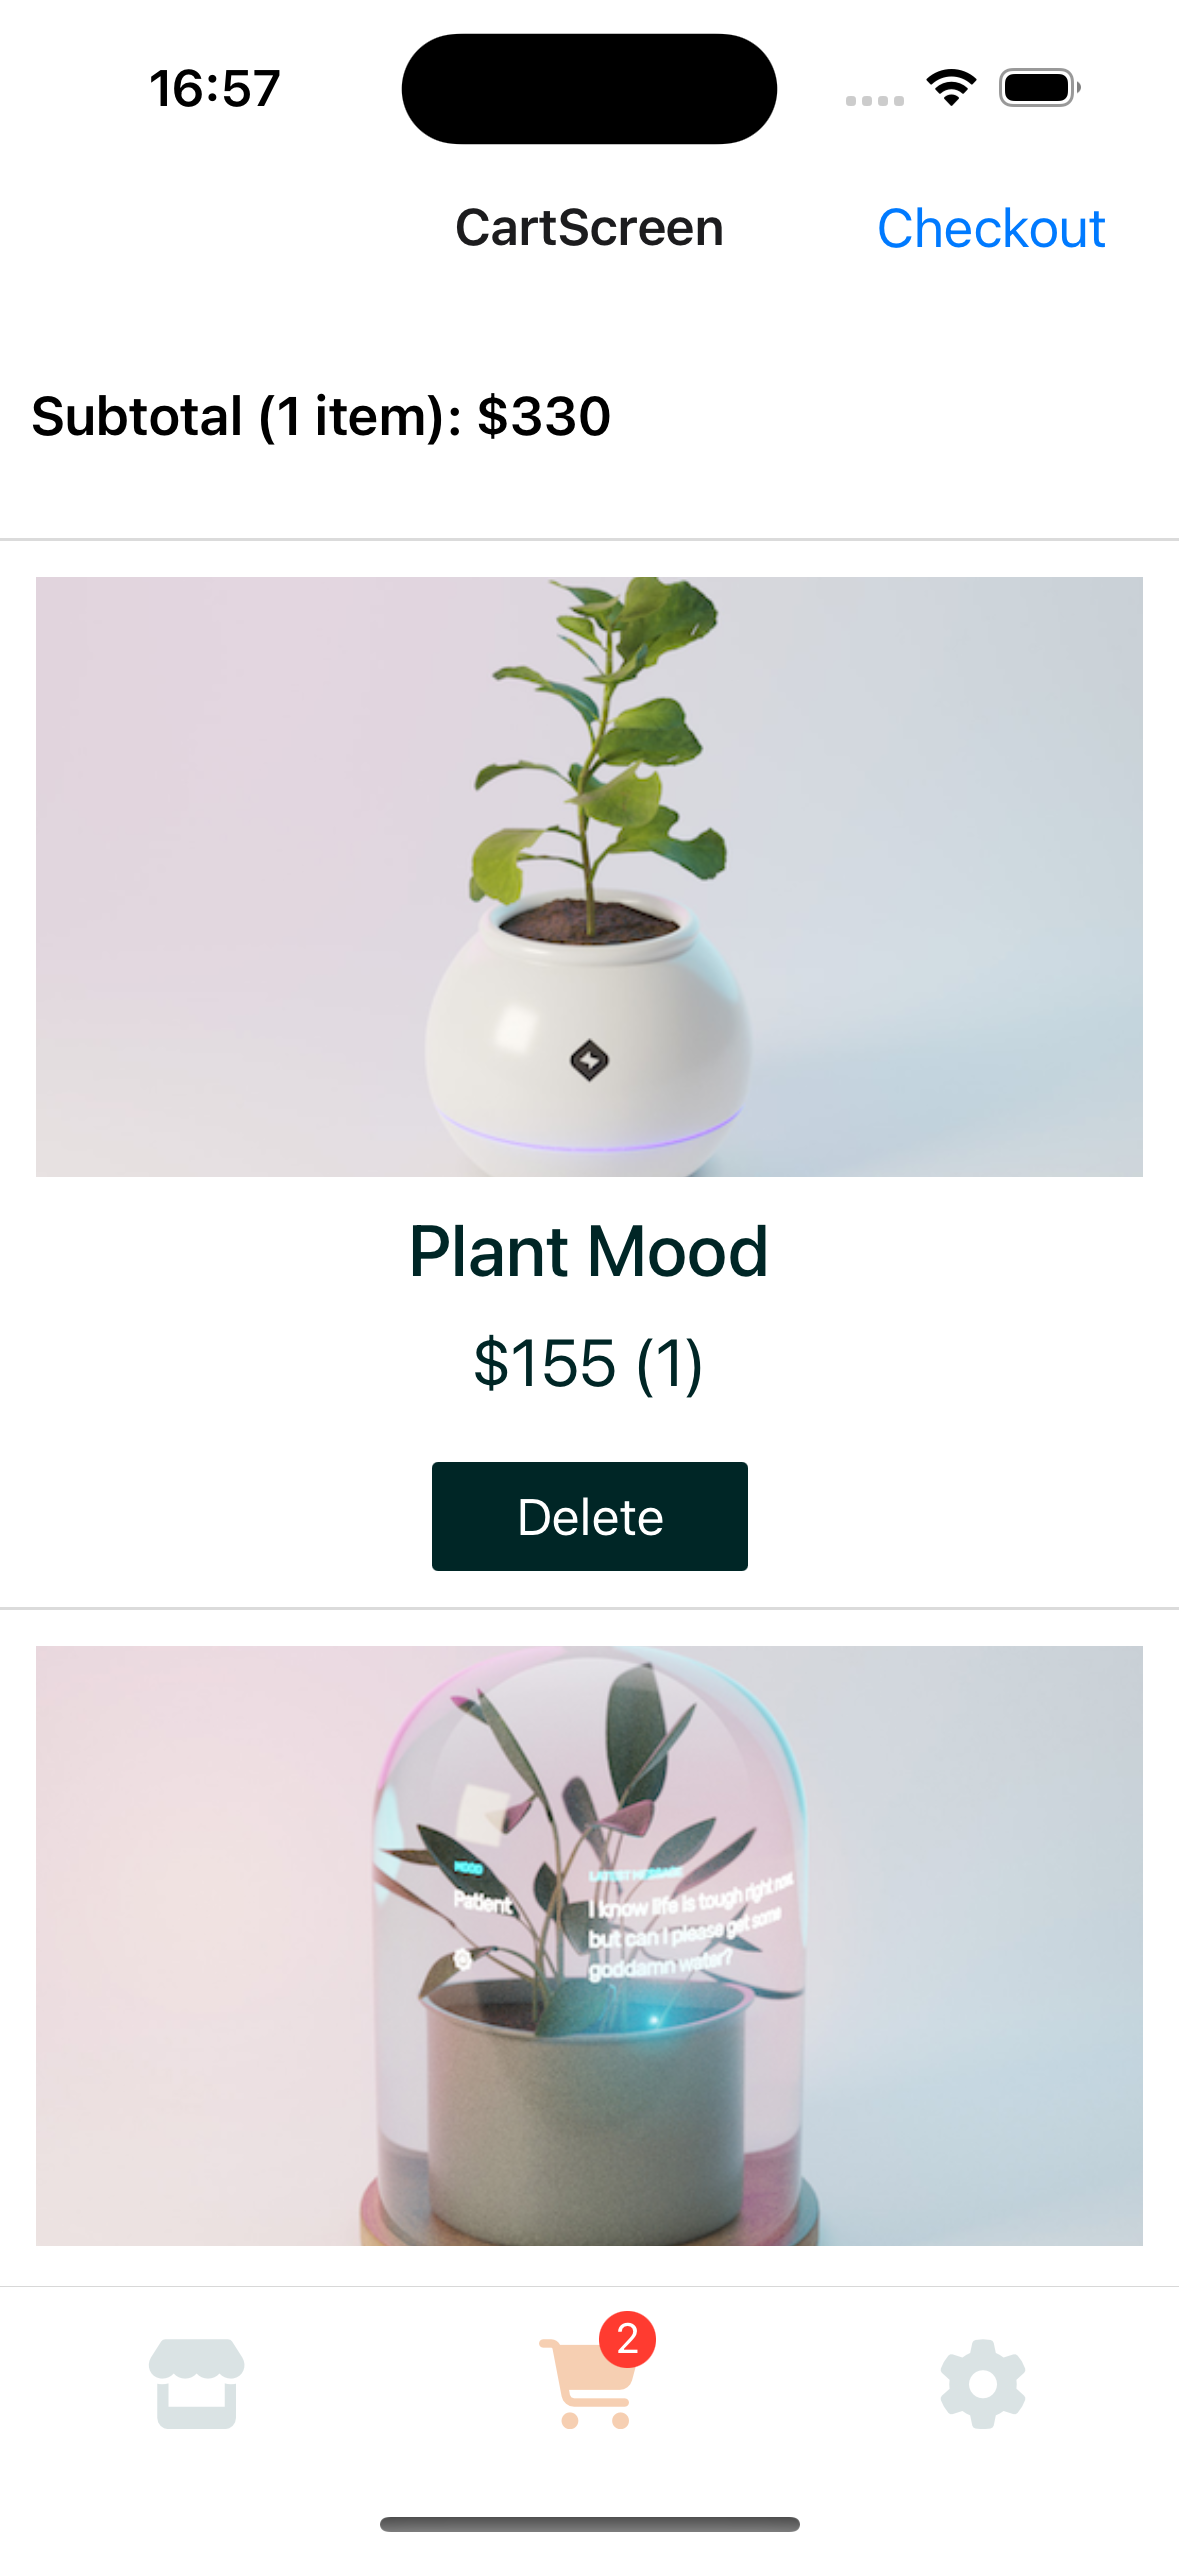 16:57
CartScreen
Checkout
Subtotal (1 item): $330
Plant Mood
$155 (1)
Delete
MOOD
Patient
LATEST MESSAGE
I know life is tough right now,
but can I please get some
goddamn water?
2